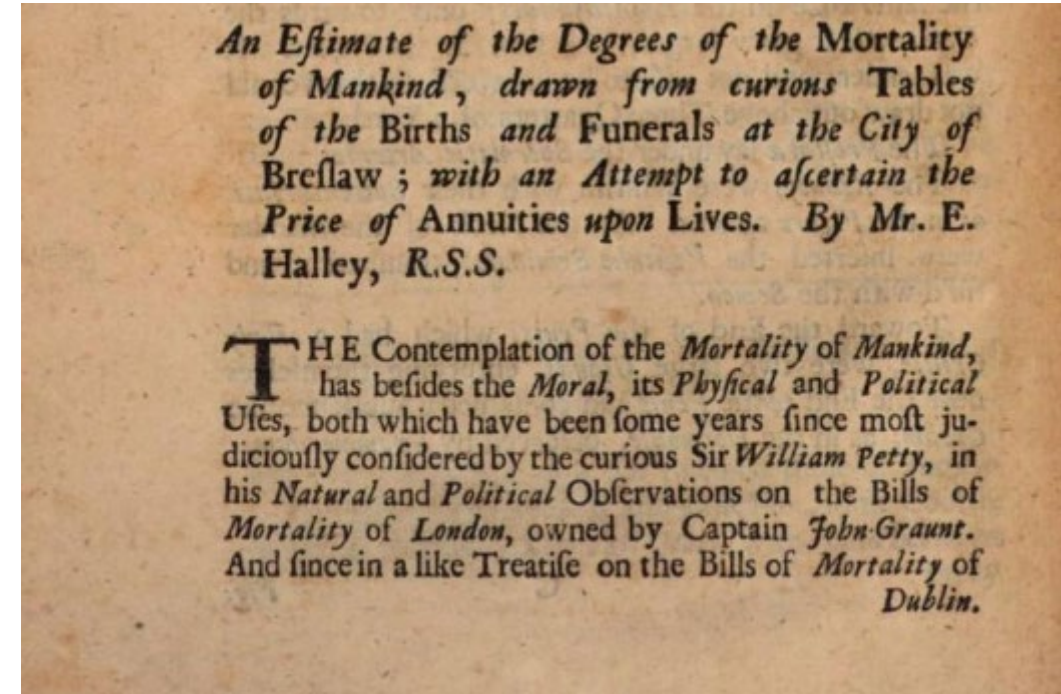 An Eſtimate of the Degrees of the Mortality
of Mankind, drawn from curious Tables
of the Births and Funerals at the City of
Breſlaw; with an Attempt to aſcertain the
Price of Annuities upon Lives. By Mr. E.
Halley, R.S.S.
THE Contemplation of the Mortality of Mankind,
has beſides the Moral, its Phyſical and Political
Uſes, both which have been ſome years ſince moſt ju-
diciouſly conſidered by the curious Sir William Petty, in
his Natural and Political Obſervations on the Bills of
Mortality of London, owned by Captain John Graunt.
And ſince in a like Treatiſe on the Bills of Mortality of
Dublin.